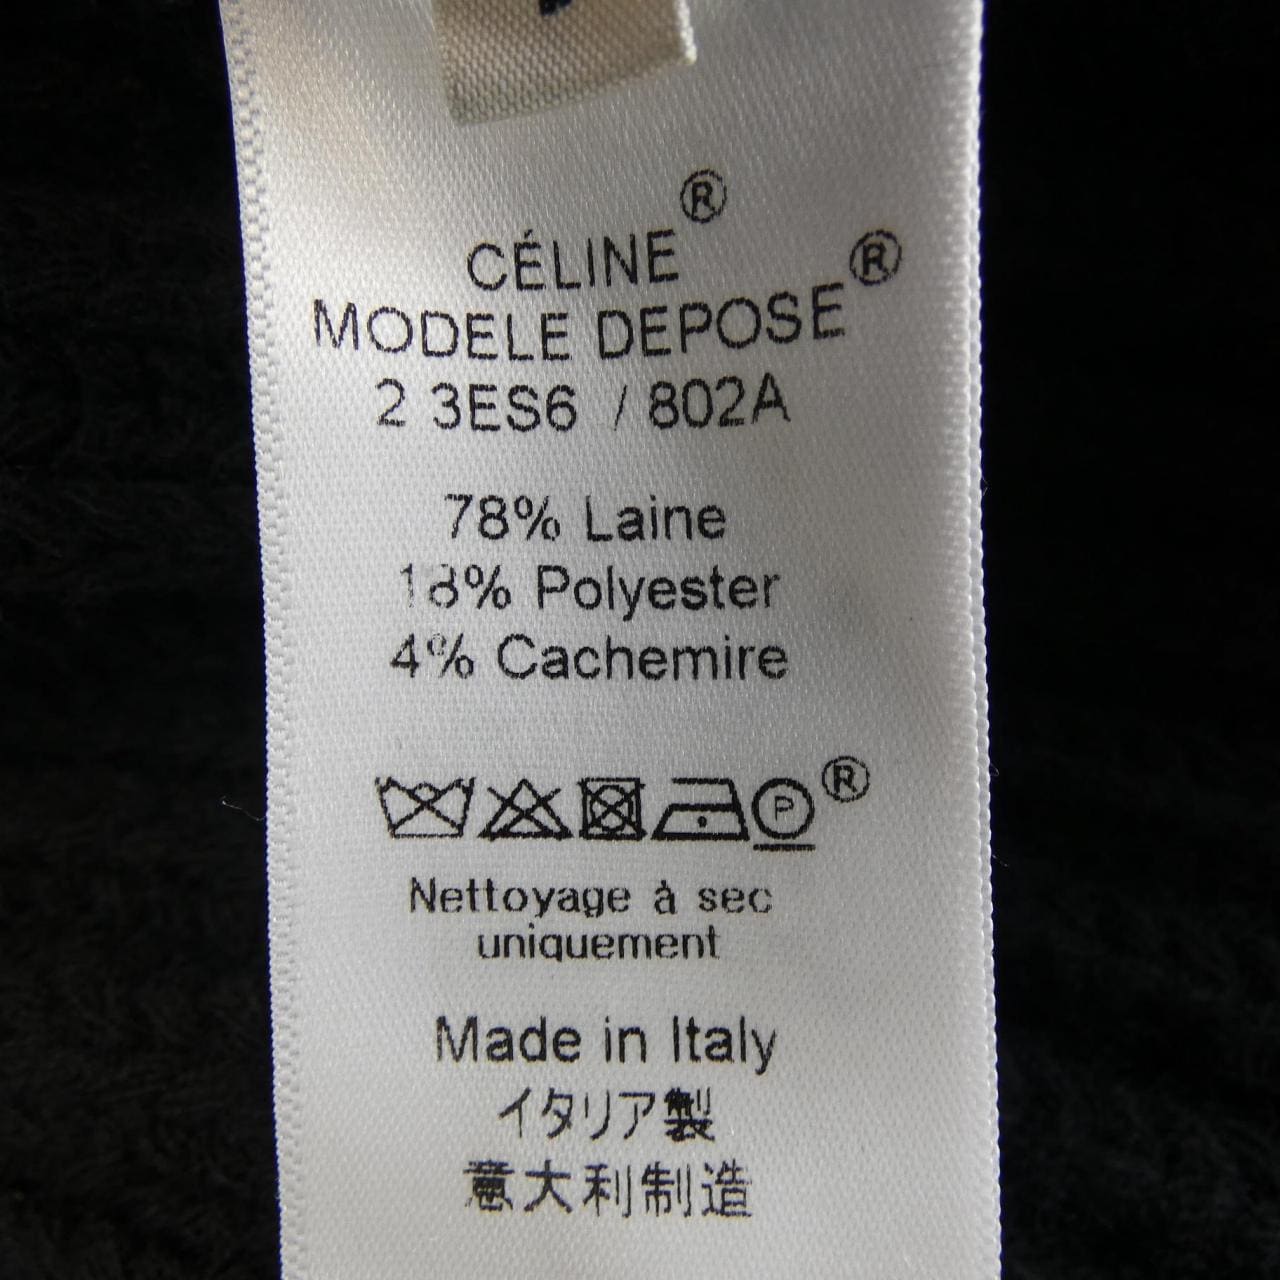 CÉLINE®
MODELE DEPOSE®
2 3ES6 / 802A
78% Laine
18% Polyester
4% Cachemire
P ®
Nettoyage à sec
uniquement
Made in Italy
イタリア製
意大利制造